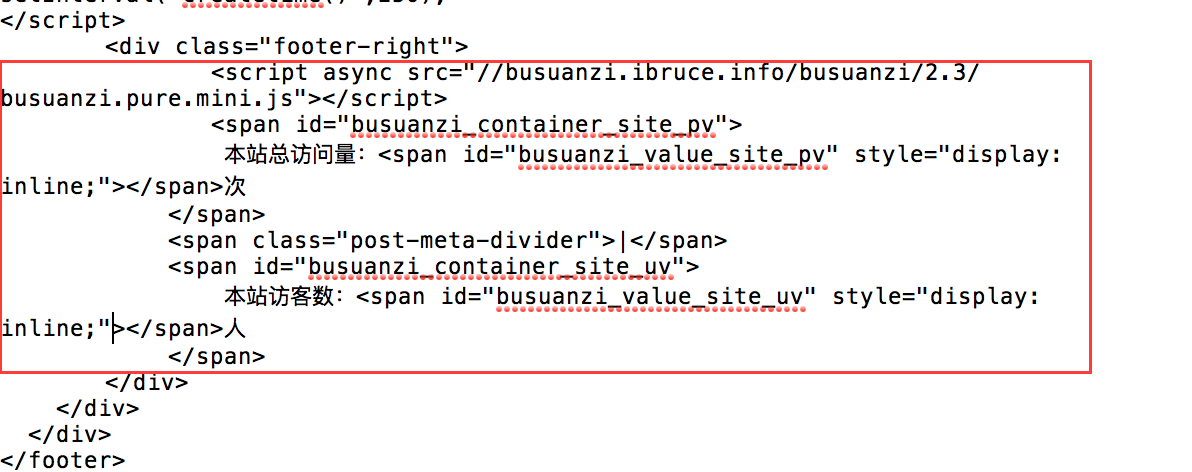 </script>
<div class="footer-right">
<script async src="//busuanzi.ibruce.info/busuanzi/2.3/
busuanzi.pure.mini.js"></script>
<span id="busuanzi_container_site_pv">
本站总访问量：<span id="busuanzi_value_site_pv" style="display:
inline;"></span>次
</span>
<span class="post-meta-divider">|</span>
<span id="busuanzi_container_site_uv">
本站访客数：<span id="busuanzi_value_site_uv" style="display:
inline;"></span>人
</span>
</div>
</div>
</div>
</footer>